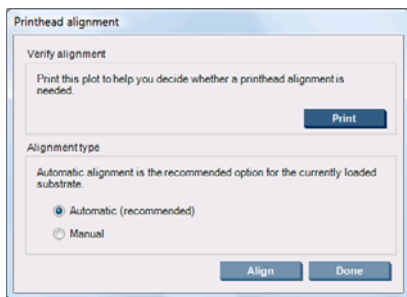 Printhead alignment
Verify alignment
Print this plot to help you decide whether a printhead alignment is
needed.
Print
Alignment type
Automatic alignment is the recommended option for the currently loaded
substrate.
Automatic (recommended)
Manual
Align Done